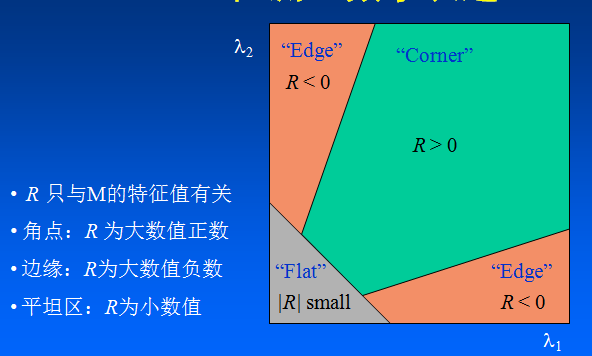 λ2
“Edge”
R < 0
“Corner”
R > 0
• R 只与M的特征值有关
• 角点：R 为大数值正数
• 边缘：R为大数值负数
• 平坦区：R为小数值
“Flat”
|R| small
“Edge”
R < 0
λ1